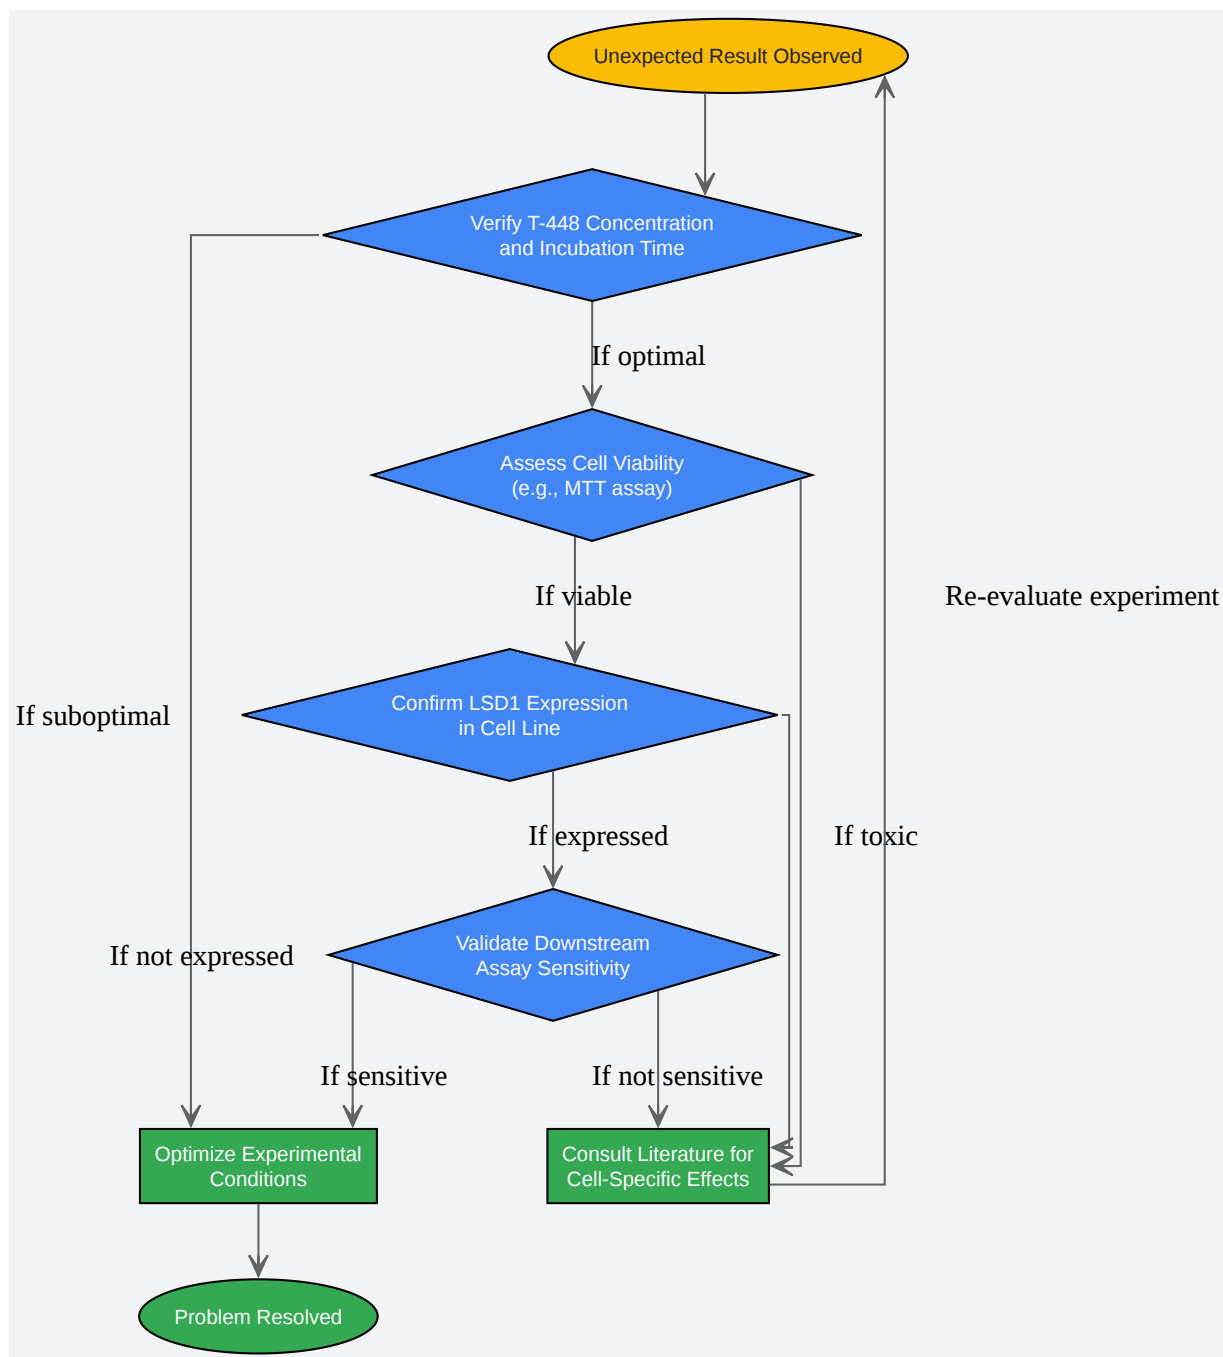 Unexpected Result Observed
Verify T-448 Concentration
and Incubation Time
If optimal
Assess Cell Viability
(e.g., MTT assay)
If viable
Re-evaluate experiment
Confirm LSD1 Expression
in Cell Line
If suboptimal
If expressed
If toxic
Validate Downstream
Assay Sensitivity
If not expressed
If sensitive
If not sensitive
Optimize Experimental
Conditions
Consult Literature for
Cell-Specific Effects
Problem Resolved